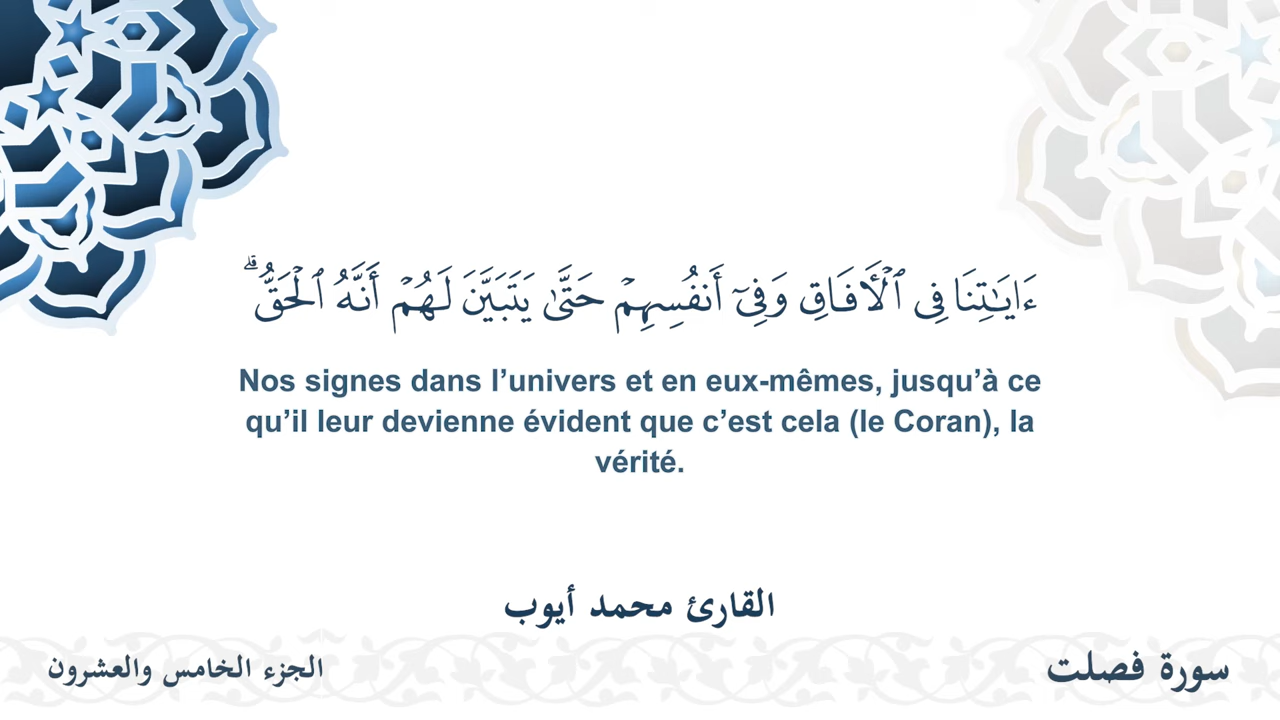 ءَايَـٰتِنَا فِى ٱلْـَٔافَاقِ وَفِىٓ أَنفُسِهِمْ حَتَّىٰ يَتَبَيَّنَ لَهُمْ أَنَّهُ ٱلْحَقُّ ۗ
Nos signes dans l’univers et en eux-mêmes, jusqu’à ce
qu’il leur devienne évident que c’est cela (le Coran), la
vérité.
القارئ محمد أيوب
سورة فصلت
الجزء الخامس والعشرون